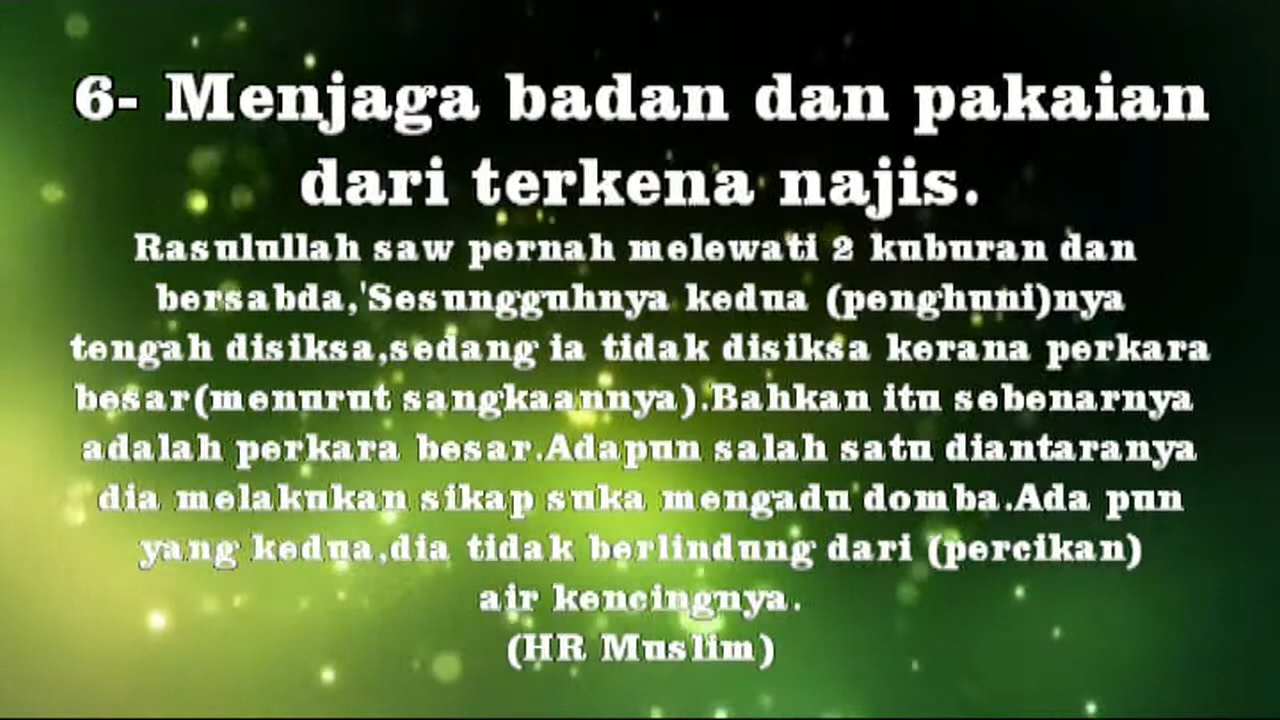 6- Menjaga badan dan pakaian
dari terkena najis.
Rasulullah saw pernah melewati 2 kuburan dan
bersabda,'Sesungguhnya kedua (penghuni)nya
tengah disiksa,sedang ia tidak disiksa kerana perkara
besar(menurut sangkaannya).Bahkan itu sebenarnya
adalah perkara besar.Adapun salah satu diantaranya
dia melakukan sikap suka mengadu domba.Ada pun
yang kedua,dia tidak berlindung dari (percikan)
air kencingnya.
(HR Muslim)